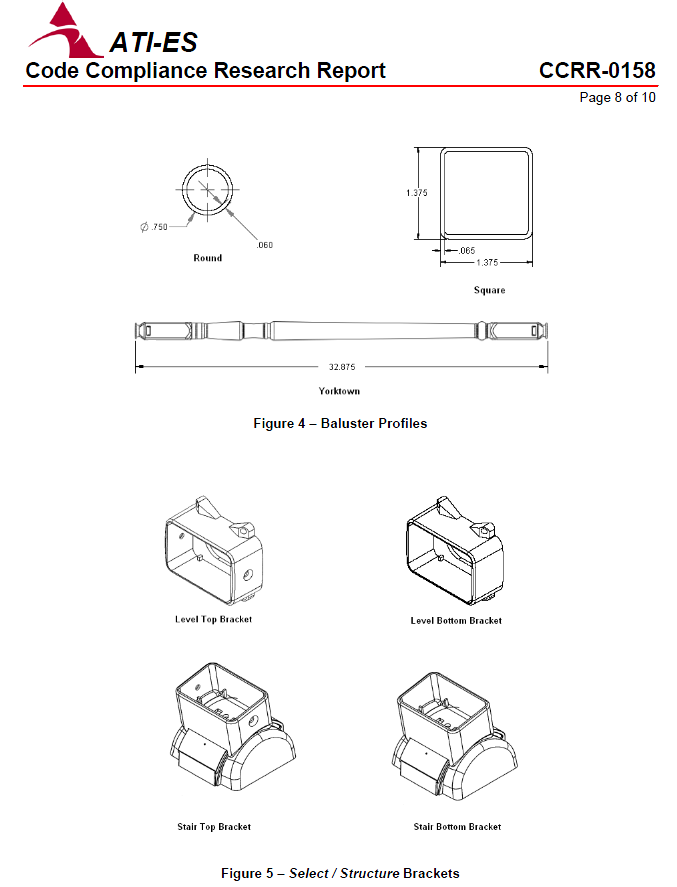 ATI-ES
Code Compliance Research Report CCRR-0158
Page 8 of 10
Ø .750
.060
Round
1.375
.065
1.375
Square
32.875
Yorktown
Figure 4 – Baluster Profiles
Level Top Bracket
Level Bottom Bracket
Stair Top Bracket
Stair Bottom Bracket
Figure 5 – Select / Structure Brackets